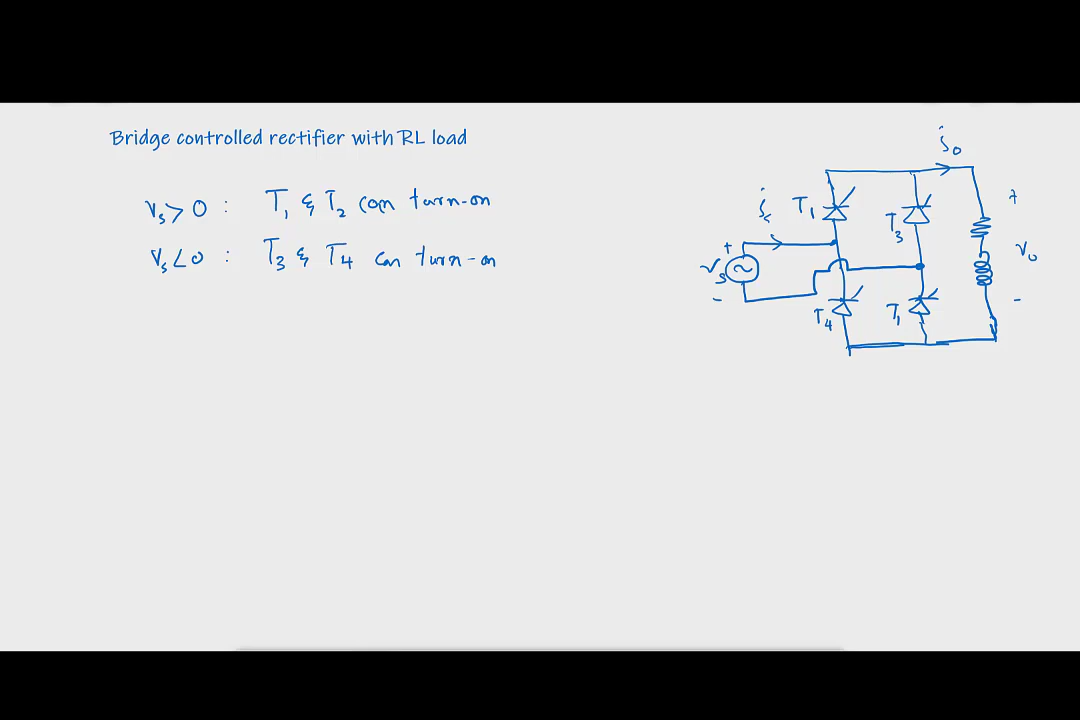 Bridge controlled rectifier with RL load
vs > 0 : T1 & T2 can turn-on
vs < 0 : T3 & T4 can turn-on
io
+
is
T1
T3
+
vs
vo
-
-
T4
T1